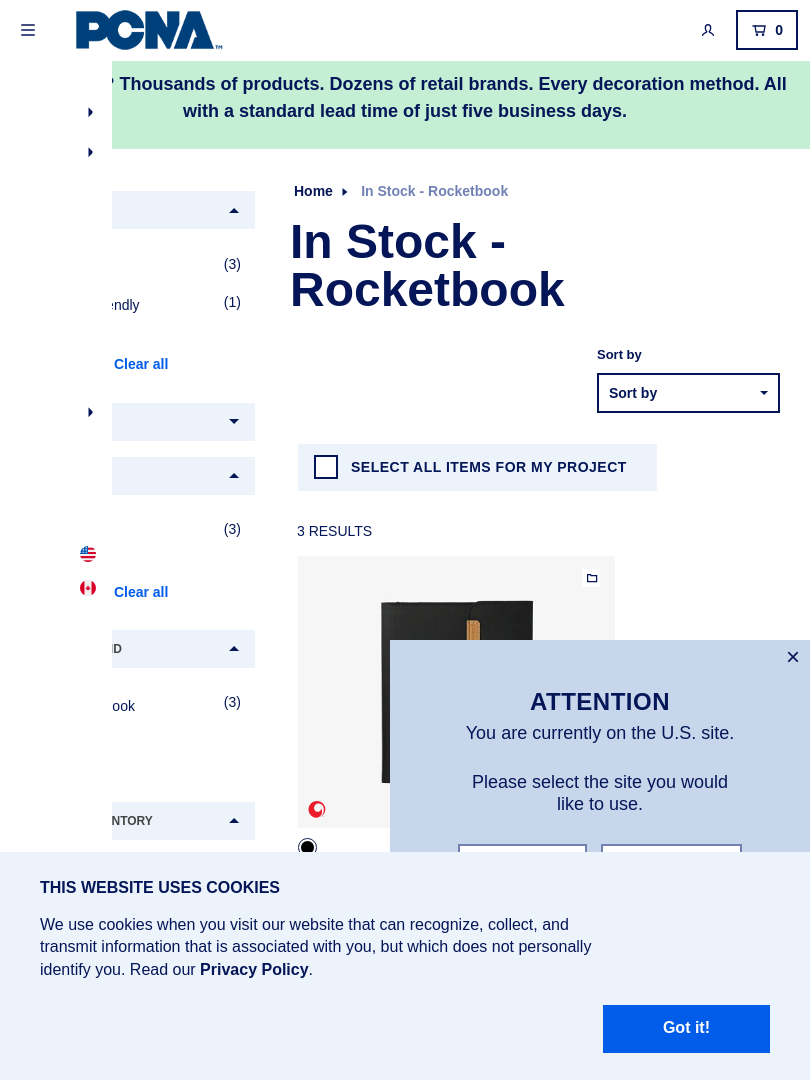 PCNA™
0
? Thousands of products. Dozens of retail brands. Every decoration method. All
with a standard lead time of just five business days.
Home
In Stock - Rocketbook
In Stock -
Rocketbook
(3)
(1)
Clear all
Sort by
Sort by
SELECT ALL ITEMS FOR MY PROJECT
(3)
3 RESULTS
Clear all
(3)
×
ATTENTION
You are currently on the U.S. site.
Please select the site you would
like to use.
THIS WEBSITE USES COOKIES
We use cookies when you visit our website that can recognize, collect, and
transmit information that is associated with you, but which does not personally
identify you. Read our Privacy Policy.
Got it!